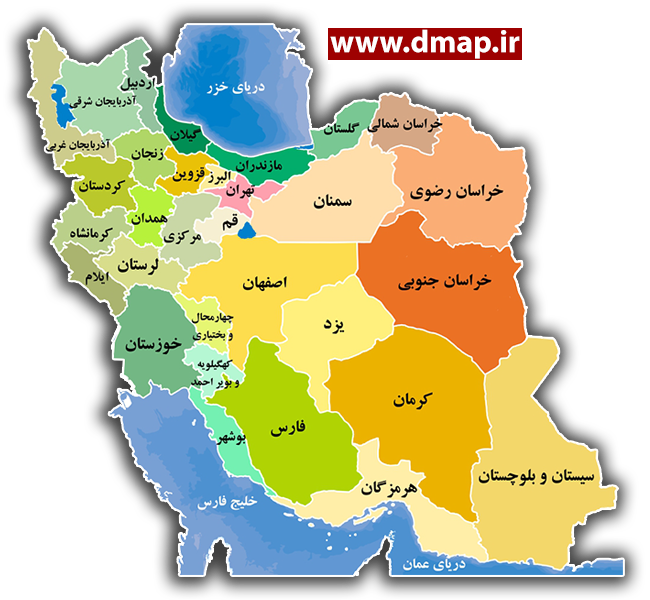 www.dmap.ir
دریای خزر
اردبیل
آذربایجان شرقی
آذربایجان غربی
گیلان
گلستان
خراسان شمالی
زنجان
مازندران
قزوین
البرز
تهران
کردستان
سمنان
خراسان رضوی
همدان
قم
مرکزی
کرمانشاه
لرستان
ایلام
اصفهان
خراسان جنوبی
چهارمحال
و بختیاری
یزد
خوزستان
کهگیلویه
و بویر احمد
کرمان
فارس
بوشهر
سیستان و بلوچستان
هرمزگان
خلیج فارس
دریای عمان